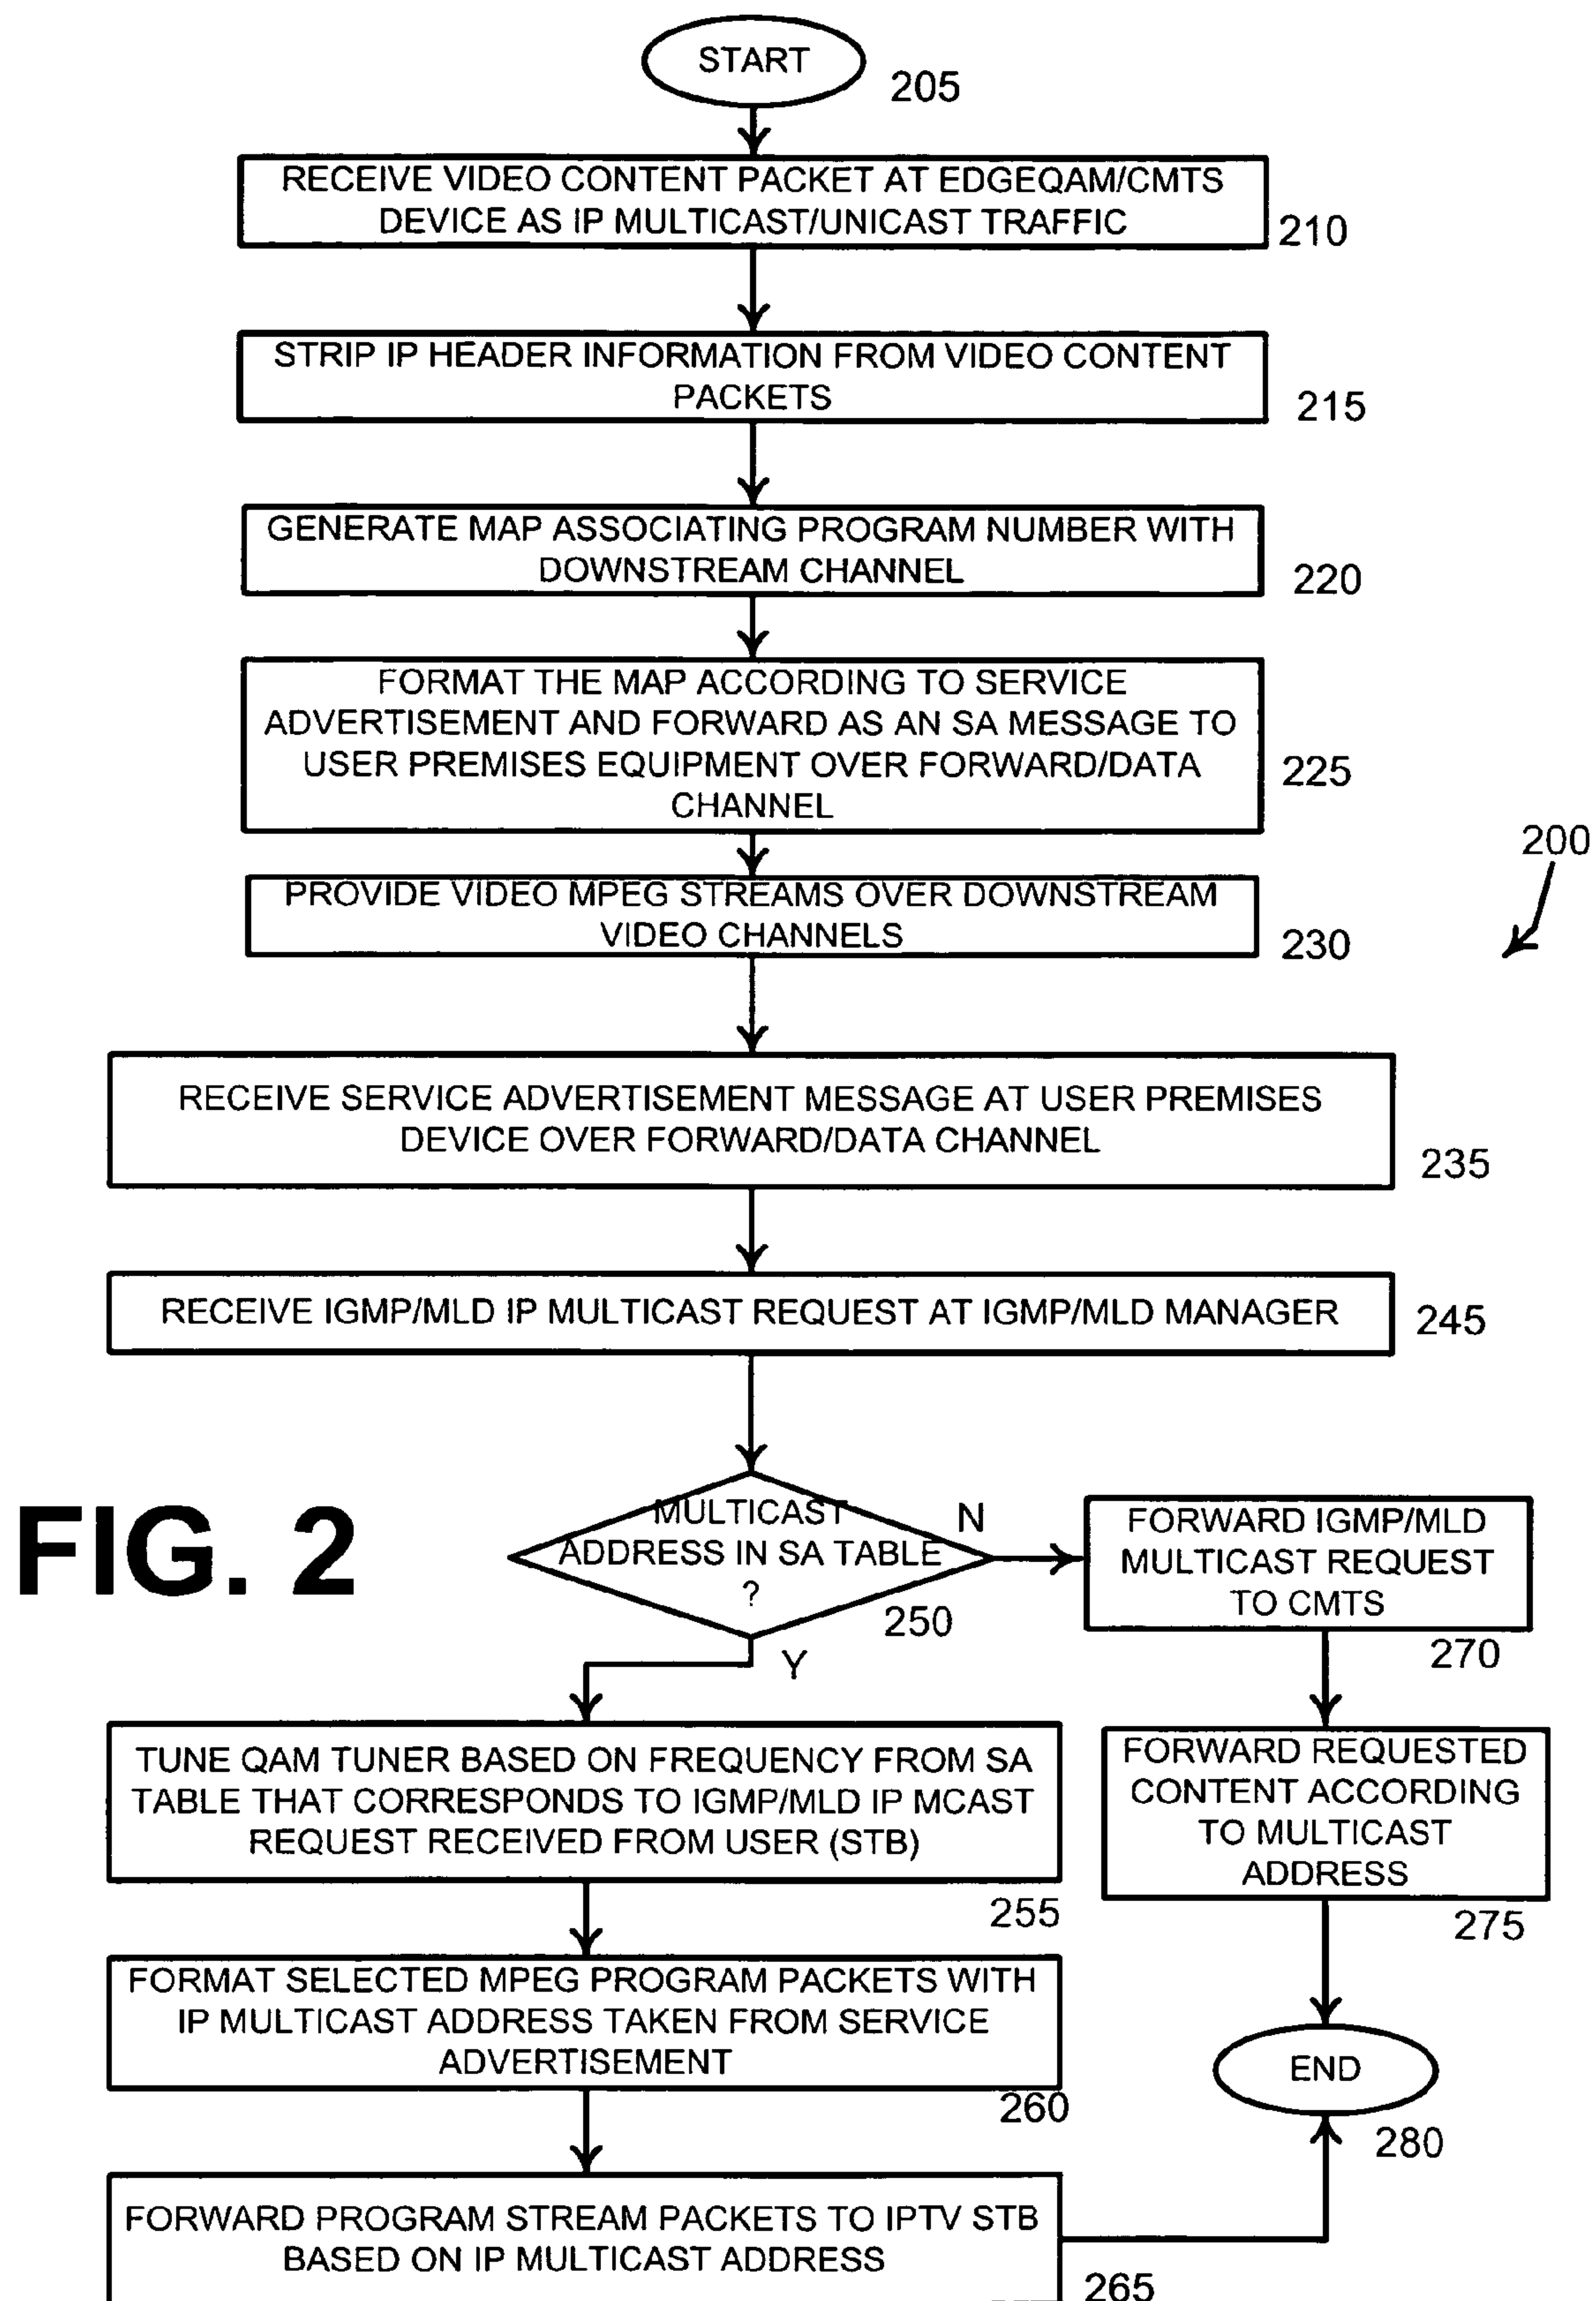 START
205
RECEIVE VIDEO CONTENT PACKET AT EDGEQAM/CMTS
DEVICE AS IP MULTICAST/UNICAST TRAFFIC
210
STRIP IP HEADER INFORMATION FROM VIDEO CONTENT
PACKETS
215
GENERATE MAP ASSOCIATING PROGRAM NUMBER WITH
DOWNSTREAM CHANNEL
220
FORMAT THE MAP ACCORDING TO SERVICE
ADVERTISEMENT AND FORWARD AS AN SA MESSAGE TO
USER PREMISES EQUIPMENT OVER FORWARD/DATA
CHANNEL
225
200
PROVIDE VIDEO MPEG STREAMS OVER DOWNSTREAM
VIDEO CHANNELS
230
RECEIVE SERVICE ADVERTISEMENT MESSAGE AT USER PREMISES
DEVICE OVER FORWARD/DATA CHANNEL
235
RECEIVE IGMP/MLD IP MULTICAST REQUEST AT IGMP/MLD MANAGER
245
FIG. 2
MULTICAST
ADDRESS IN SA TABLE
?
250
N
Y
FORWARD IGMP/MLD
MULTICAST REQUEST
TO CMTS
270
TUNE QAM TUNER BASED ON FREQUENCY FROM SA
TABLE THAT CORRESPONDS TO IGMP/MLD IP MCAST
REQUEST RECEIVED FROM USER (STB)
255
FORWARD REQUESTED
CONTENT ACCORDING
TO MULTICAST
ADDRESS
275
FORMAT SELECTED MPEG PROGRAM PACKETS WITH
IP MULTICAST ADDRESS TAKEN FROM SERVICE
ADVERTISEMENT
260
END
280
FORWARD PROGRAM STREAM PACKETS TO IPTV STB
BASED ON IP MULTICAST ADDRESS
265